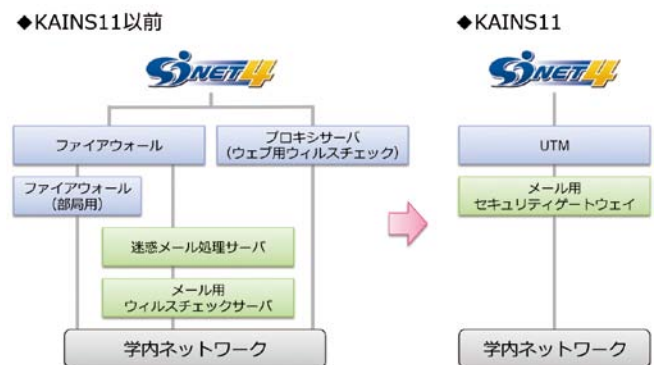 ◆KAINS11以前
SINET4
ファイアウォール
プロキシサーバ
(ウェブ用ウィルスチェック)
ファイアウォール
(部局用)
迷惑メール処理サーバ
メール用
ウィルスチェックサーバ
学内ネットワーク
◆KAINS11
SINET4
UTM
メール用
セキュリティゲートウェイ
学内ネットワーク